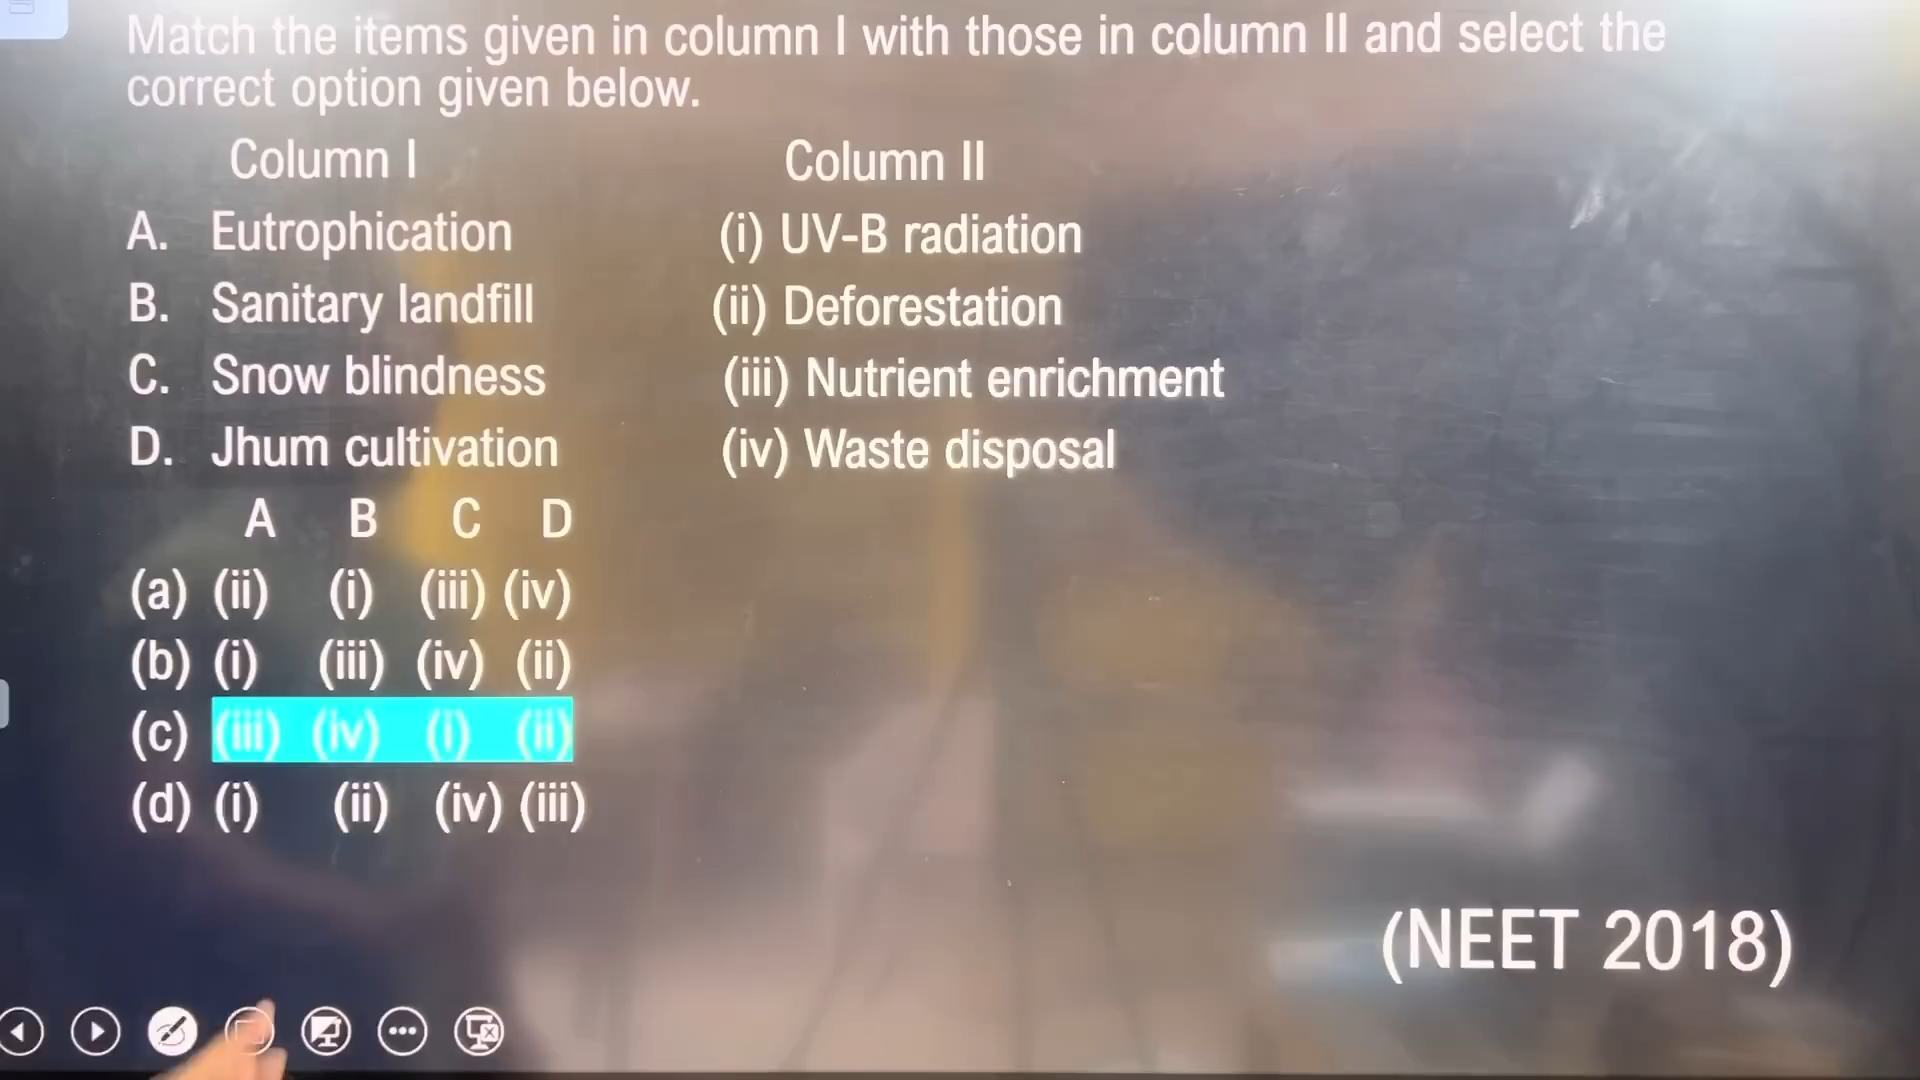 Match the items given in column I with those in column II and select the
correct option given below.
Column I Column II
A. Eutrophication (i) UV-B radiation
B. Sanitary landfill (ii) Deforestation
C. Snow blindness (iii) Nutrient enrichment
D. Jhum cultivation (iv) Waste disposal
A B C D
(a) (ii) (i) (iii) (iv)
(b) (i) (iii) (iv) (ii)
(c) (iii) (iv) (i) (ii)
(d) (i) (ii) (iv) (iii)
(NEET 2018)